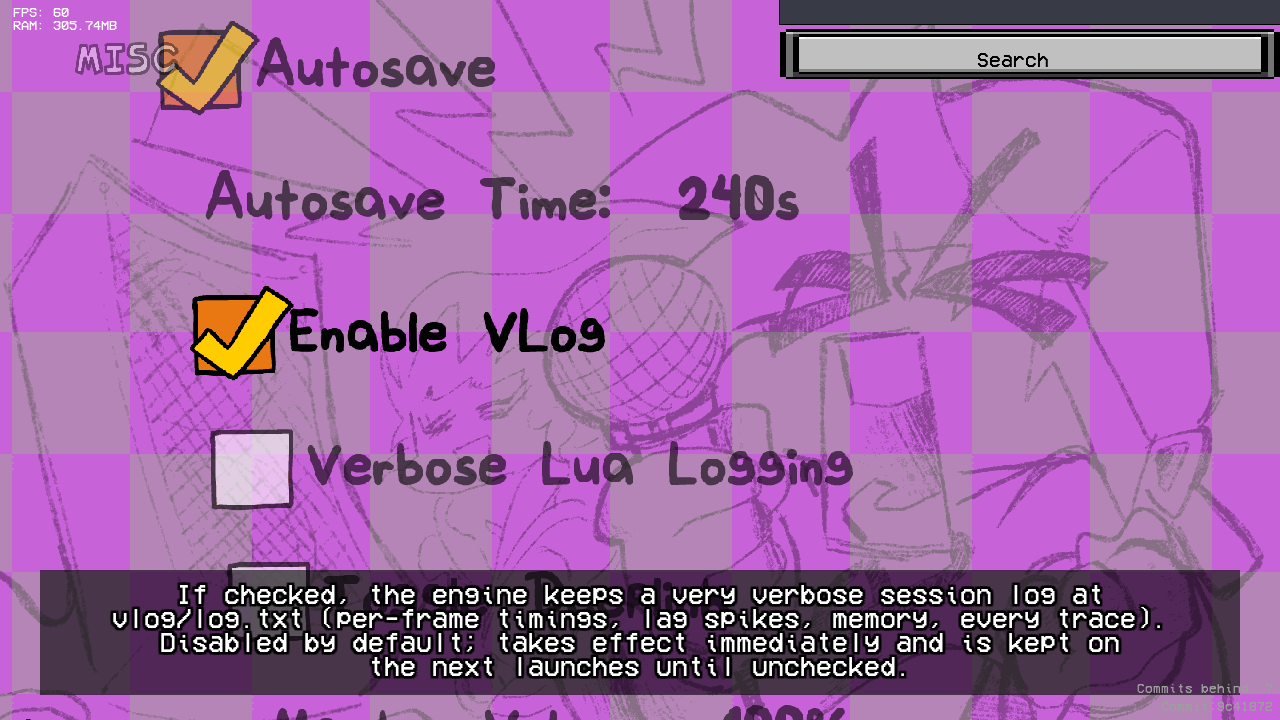 FPS: 60
RAM: 305.74MB
MISC
Autosave
Search
Autosave Time: 240s
Enable VLog
Verbose Lua Logging
If checked, the engine keeps a very verbose session log at
vlog/log.txt (per-frame timings, lag spikes, memory, every trace).
Disabled by default; takes effect immediately and is kept on
the next launches until unchecked.
Commits behin